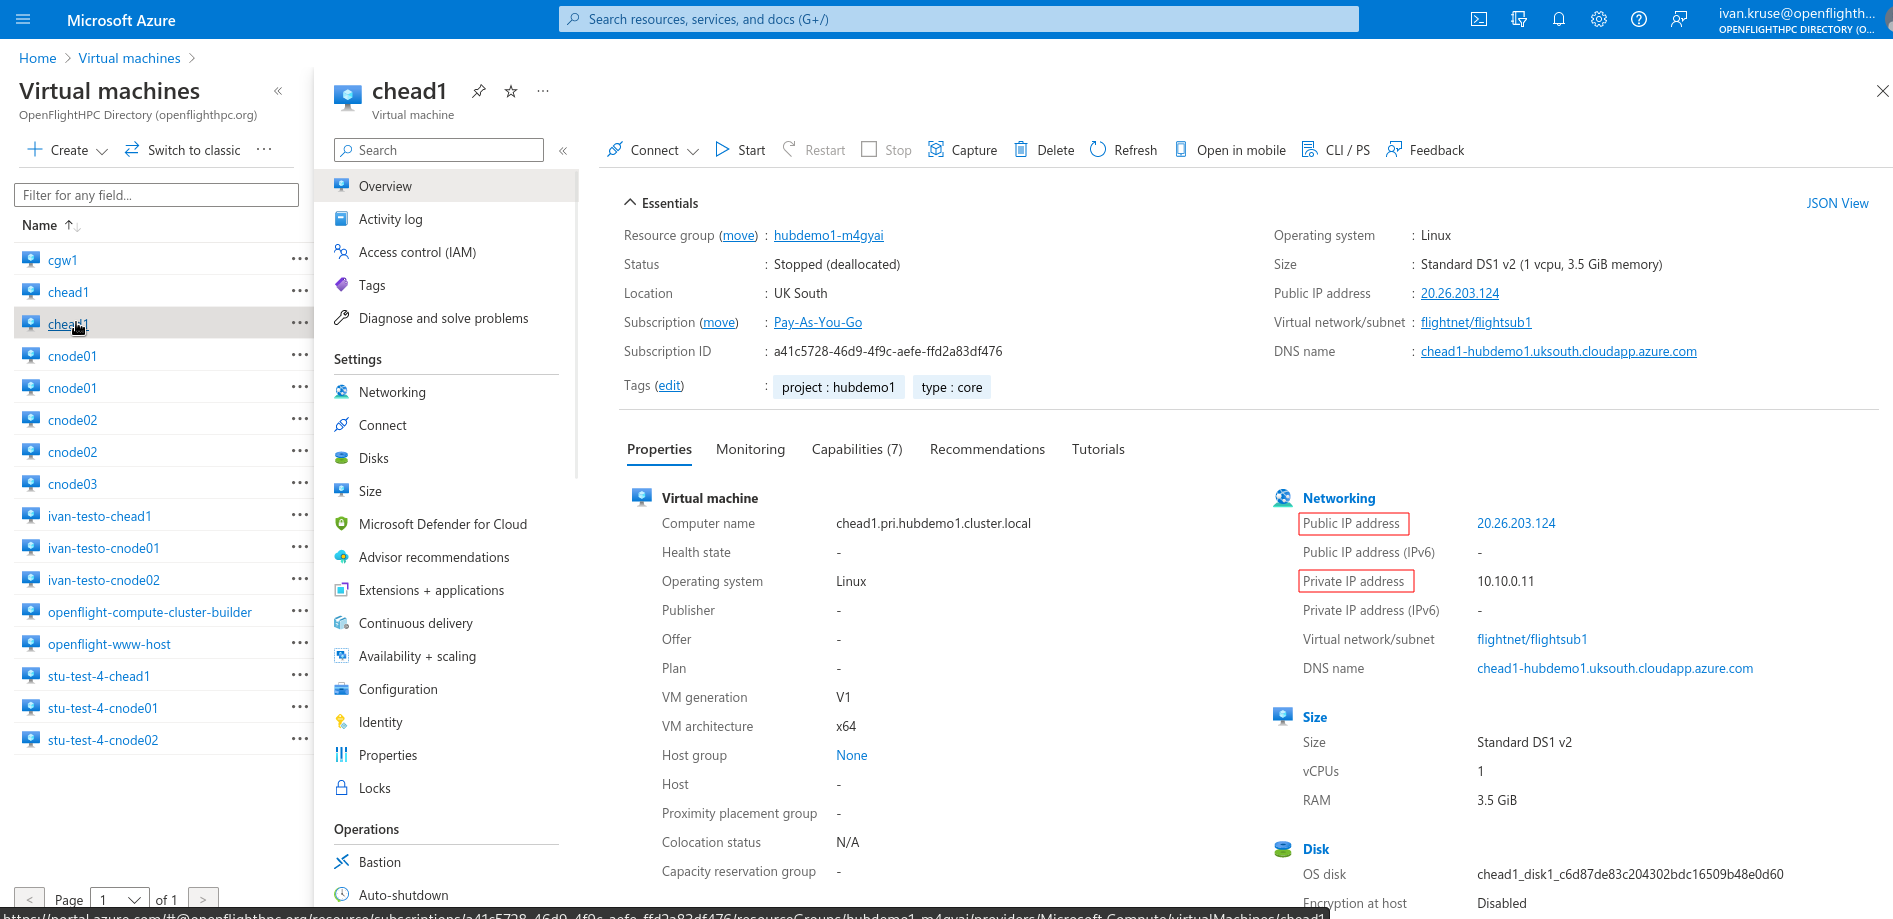 Microsoft Azure
Search resources, services, and docs (G+/)
ivan.kruse@openflighth...
OPENFLIGHTHPC DIRECTORY (O...
Home > Virtual machines >
Virtual machines
OpenFlightHPC Directory (openflighthpc.org)
Create
Switch to classic
Filter for any field...
Name
cgw1
chead1
chead1
cnode01
cnode01
cnode02
cnode02
cnode03
ivan-testo-chead1
ivan-testo-cnode01
ivan-testo-cnode02
openflight-compute-cluster-builder
openflight-www-host
stu-test-4-chead1
stu-test-4-cnode01
stu-test-4-cnode02
< Page 1 of 1 >
chead1
Virtual machine
Search
Overview
Activity log
Access control (IAM)
Tags
Diagnose and solve problems
Settings
Networking
Connect
Disks
Size
Microsoft Defender for Cloud
Advisor recommendations
Extensions + applications
Continuous delivery
Availability + scaling
Configuration
Identity
Properties
Locks
Operations
Bastion
Auto-shutdown
Connect Start Restart Stop Capture Delete Refresh Open in mobile CLI / PS Feedback
Essentials
JSON View
Resource group (move) : hubdemo1-m4gyai
Status : Stopped (deallocated)
Location : UK South
Subscription (move) : Pay-As-You-Go
Subscription ID : a41c5728-46d9-4f9c-aefe-ffd2a83df476
Tags (edit) : project : hubdemo1 type : core
Operating system : Linux
Size : Standard DS1 v2 (1 vcpu, 3.5 GiB memory)
Public IP address : 20.26.203.124
Virtual network/subnet : flightnet/flightsub1
DNS name : chead1-hubdemo1.uksouth.cloudapp.azure.com
Properties Monitoring Capabilities (7) Recommendations Tutorials
Virtual machine
Computer name chead1.pri.hubdemo1.cluster.local
Health state -
Operating system Linux
Publisher -
Offer -
Plan -
VM generation V1
VM architecture x64
Host group None
Host -
Proximity placement group -
Colocation status N/A
Capacity reservation group -
Networking
Public IP address 20.26.203.124
Public IP address (IPv6) -
Private IP address 10.10.0.11
Private IP address (IPv6) -
Virtual network/subnet flightnet/flightsub1
DNS name chead1-hubdemo1.uksouth.cloudapp.azure.com
Size
Size Standard DS1 v2
vCPUs 1
RAM 3.5 GiB
Disk
OS disk chead1_disk1_c6d87de83c204302bdc16509b48e0d60
Encryption at host Disabled
https://portal.azure.com/#@openflighthpc.org/resource/subscriptions/a41c5728-46d9-4f9c-aefe-ffd2a83df476/resourceGroups/hubdemo1-m4gyai/providers/Microsoft.Compute/virtualMachines/chead1